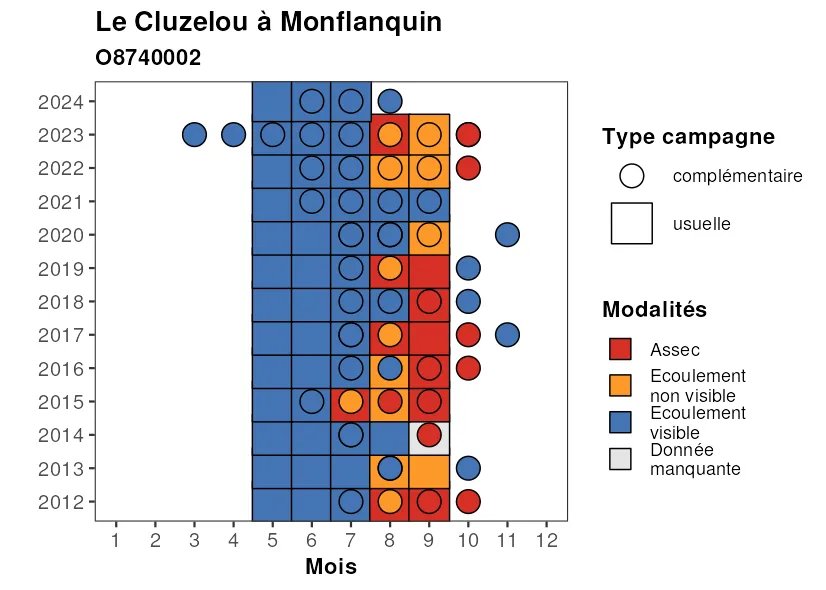 Le Cluzelou à Monflanquin
O8740002
2024
2023
2022
2021
2020
2019
2018
2017
2016
2015
2014
2013
2012
1 2 3 4 5 6 7 8 9 10 11 12
Mois
Type campagne
complémentaire
usuelle
Modalités
Assec
Ecoulement
non visible
Ecoulement
visible
Donnée
manquante